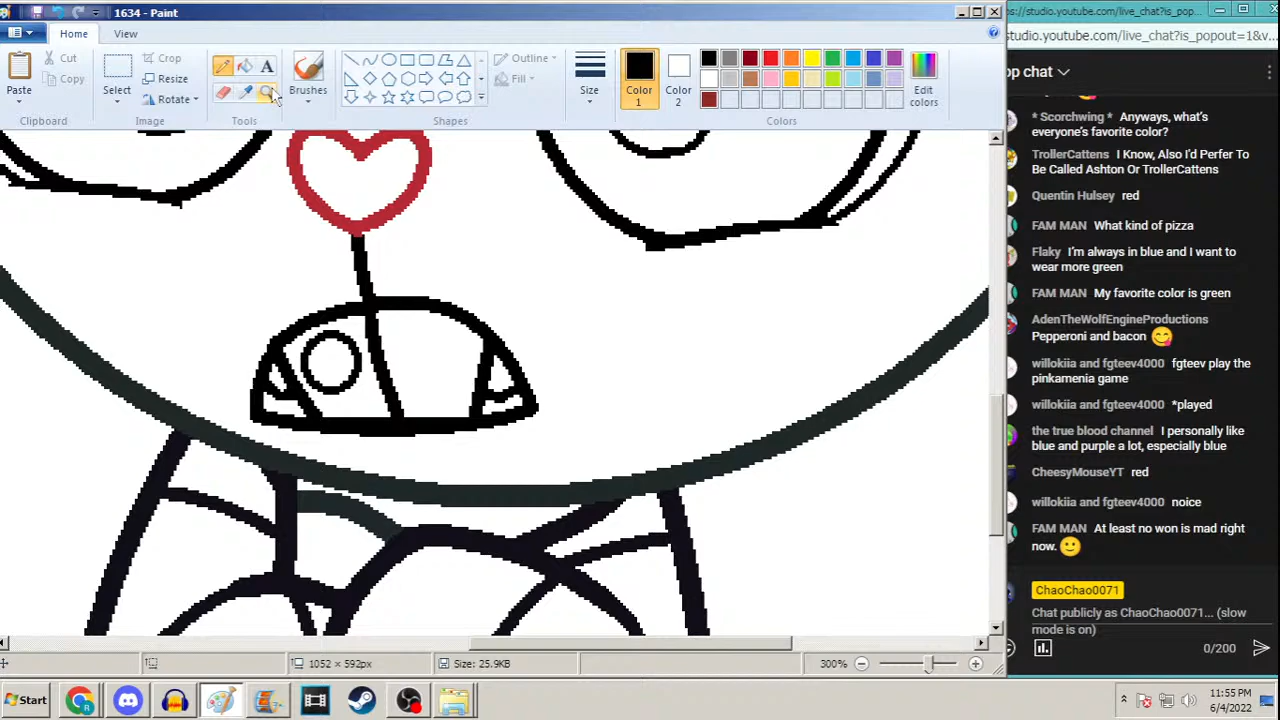 1634 - Paint
https://studio.youtube.com/live_chat?is_pop...
Home
View
https://studio.youtube.com/live_chat?is_popout=1&v
Paste
Cut
Copy
Select
Crop
Resize
Rotate
A
Brushes
Outline
Fill
Size
Color
1
Color
2
Edit
colors
Clipboard
Image
Tools
Shapes
Colors
op chat
* Scorchwing * Anyways, what's
everyone's favorite color?
TrollerCattens I Know, Also I'd Perfer To
Be Called Ashton Or TrollerCattens
Quentin Hulsey red
FAM MAN What kind of pizza
Flaky I'm always in blue and I want to
wear more green
FAM MAN My favorite color is green
AdenTheWolfEngineProductions
Pepperoni and bacon 😋
willokiia and fgteev4000 fgteev play the
pinkamenia game
willokiia and fgteev4000 *played
the true blood channel I personally like
blue and purple a lot, especially blue
CheesyMouseYT red
willokiia and fgteev4000 noice
FAM MAN At least no won is mad right
now. 🙂
ChaoChao0071
Chat publicly as ChaoChao0071... (slow
mode is on)
0/200
1052 × 592px
Size: 25.9KB
300%
Start
11:55 PM
6/4/2022